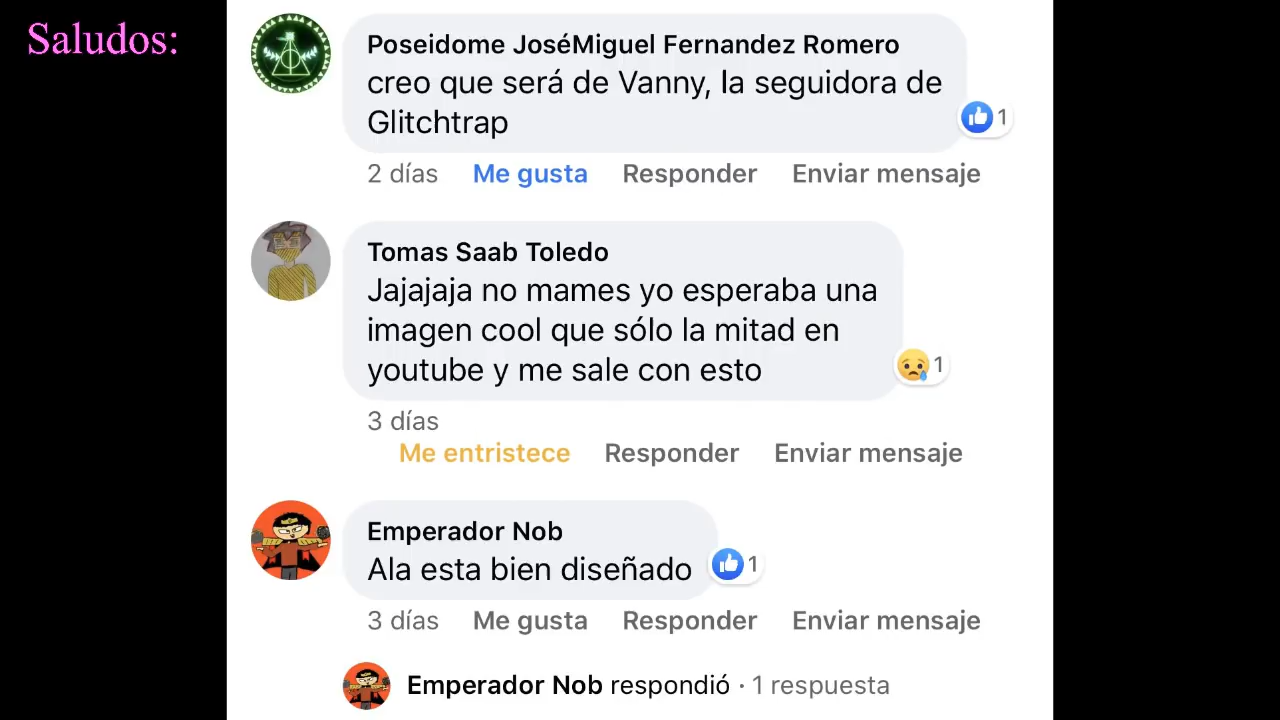 Saludos:
Poseidome JoséMiguel Fernandez Romero
creo que será de Vanny, la seguidora de
Glitchtrap
1
2 días Me gusta Responder Enviar mensaje
Tomas Saab Toledo
Jajajaja no mames yo esperaba una
imagen cool que sólo la mitad en
youtube y me sale con esto
1
3 días
Me entristece Responder Enviar mensaje
Emperador Nob
Ala esta bien diseñado
1
3 días Me gusta Responder Enviar mensaje
Emperador Nob respondió · 1 respuesta